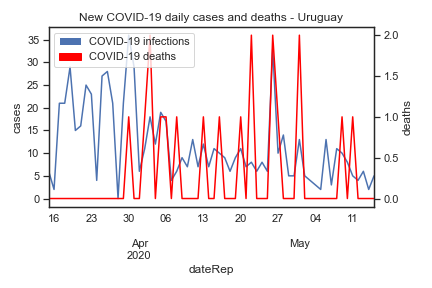 New COVID-19 daily cases and deaths - Uruguay
COVID-19 infections
COVID-19 deaths
cases
35
30
25
20
15
10
5
0
deaths
2.0
1.5
1.0
0.5
0.0
16 23 30 06 13 20 27 04 11
Apr May
2020
dateRep